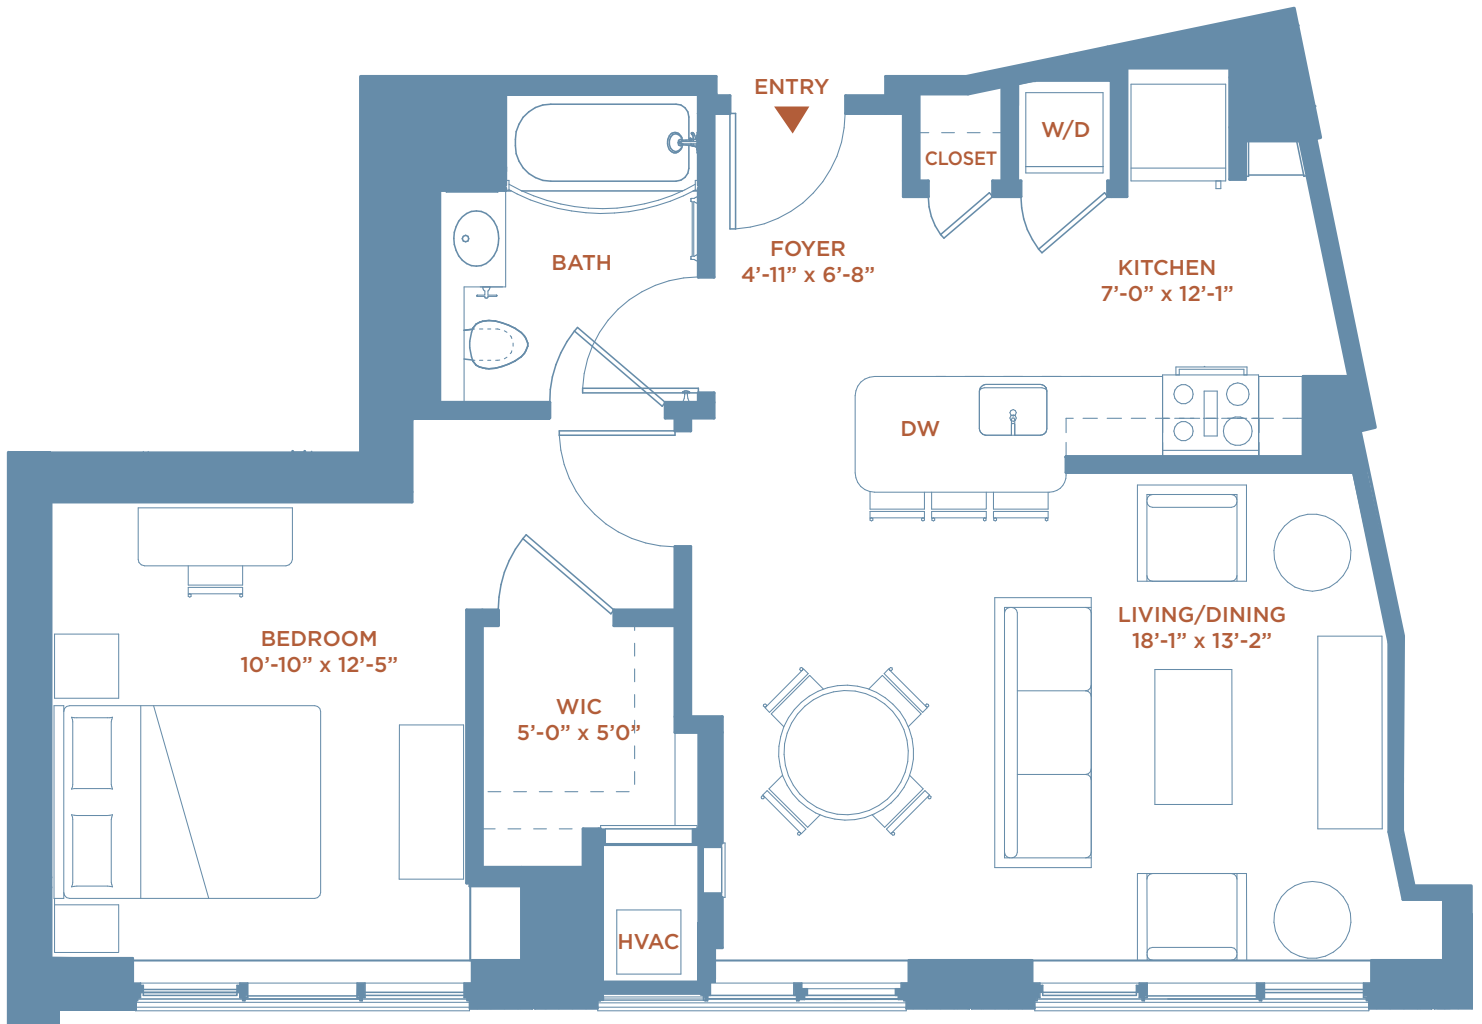 ENTRY
W/D
CLOSET
BATH
FOYER
4’-11” x 6’-8”
KITCHEN
7’-0” x 12’-1”
DW
LIVING/DINING
18’-1” x 13’-2”
BEDROOM
10’-10” x 12’-5”
WIC
5’-0” x 5’0”
HVAC